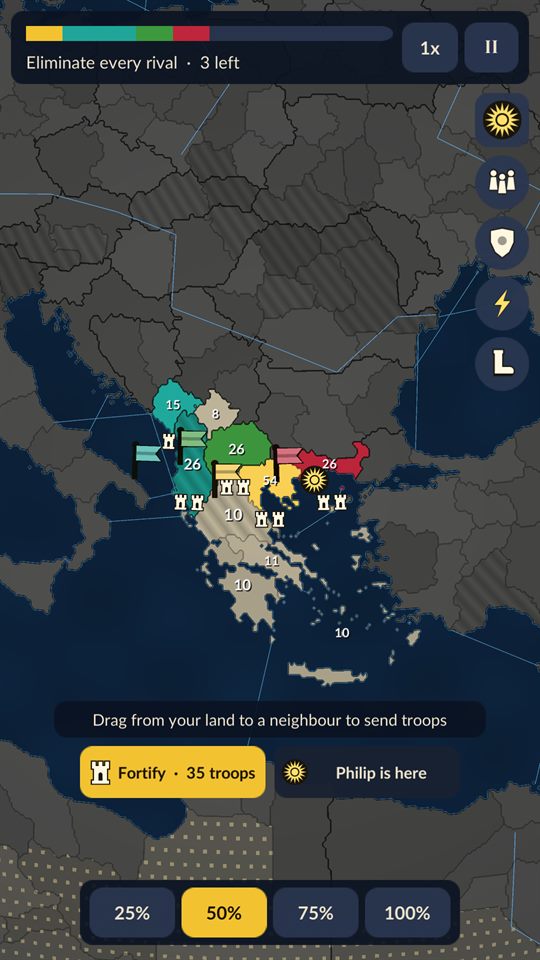 Eliminate every rival · 3 left
1x
II
15
8
26
26
54
26
10
11
10
10
Drag from your land to a neighbour to send troops
Fortify · 35 troops
Philip is here
25%
50%
75%
100%